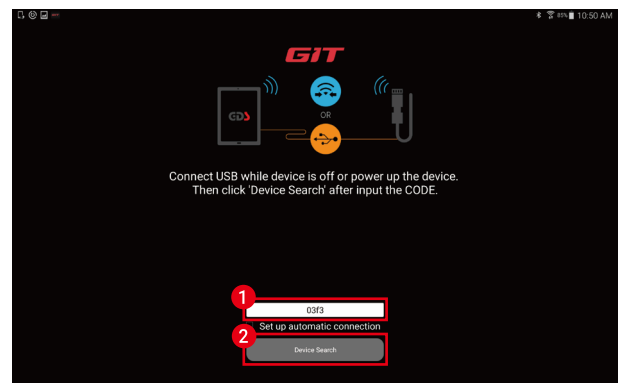 85% 10:50 AM
GIT
GDS
OR
Connect USB while device is off or power up the device.
Then click 'Device Search' after input the CODE.
1
03f3
Set up automatic connection
2
Device Search